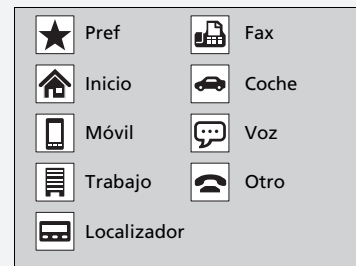 Pref
Fax
Inicio
Coche
Móvil
Voz
Trabajo
Otro
Localizador